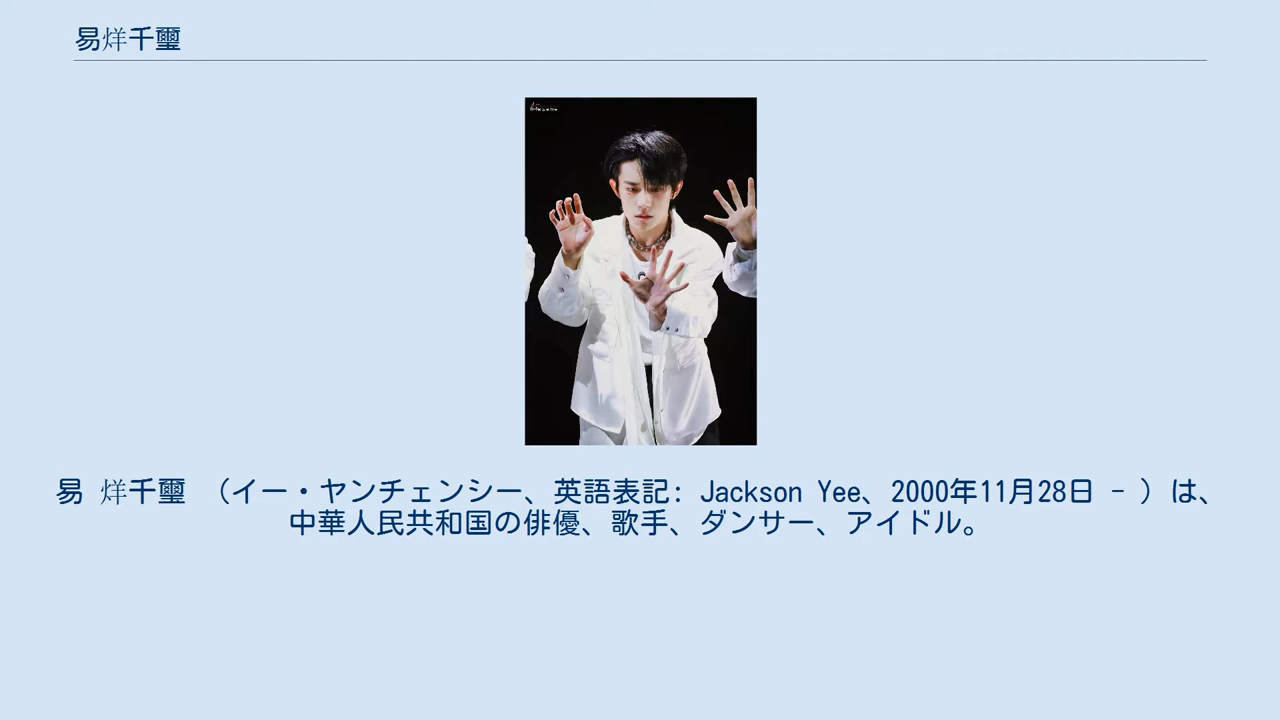 易烊千璽
易 烊千璽 （イー・ヤンチェンシー、英語表記: Jackson Yee、2000年11月28日 - ）は、
中華人民共和国の俳優、歌手、ダンサー、アイドル。